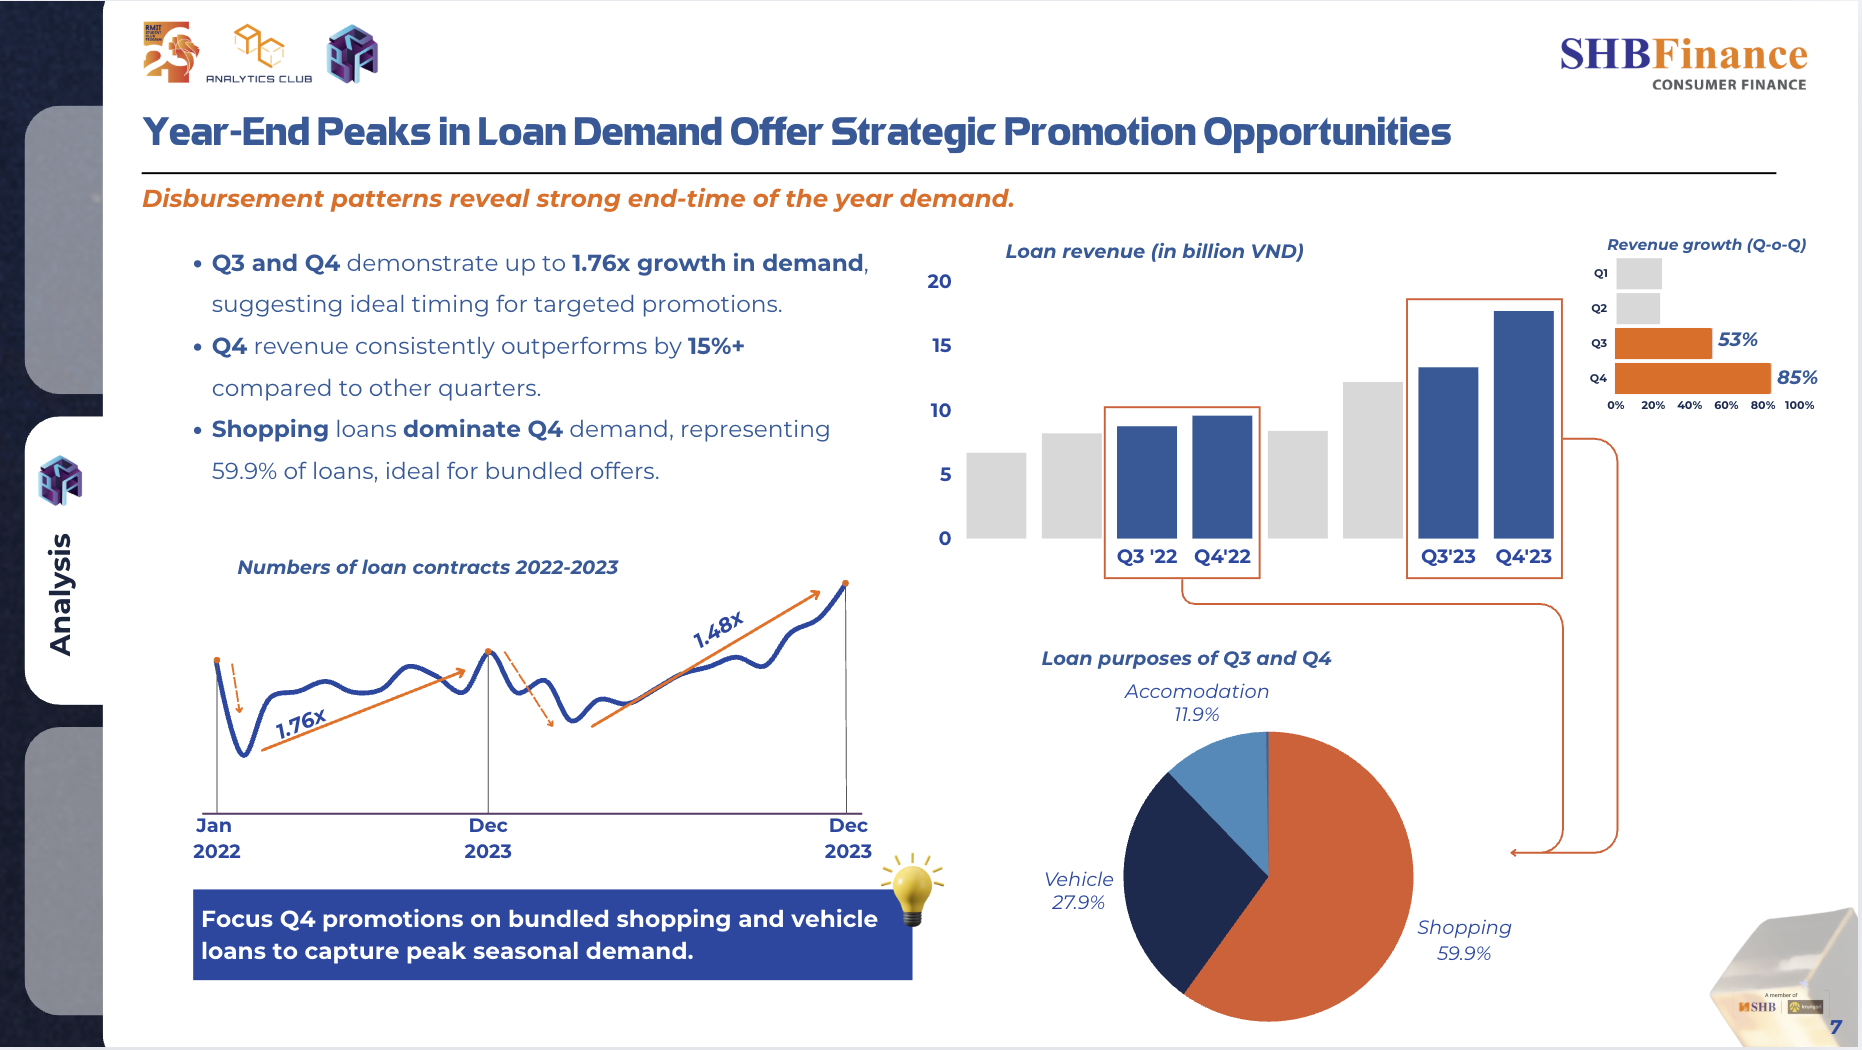 RMIT
STUDENT
CLUB
PROGRAM
ANALYTICS CLUB
SHBFinance
CONSUMER FINANCE
Year-End Peaks in Loan Demand Offer Strategic Promotion Opportunities
Disbursement patterns reveal strong end-time of the year demand.
• Q3 and Q4 demonstrate up to 1.76x growth in demand,
suggesting ideal timing for targeted promotions.
• Q4 revenue consistently outperforms by 15%+
compared to other quarters.
• Shopping loans dominate Q4 demand, representing
59.9% of loans, ideal for bundled offers.
Analysis
Numbers of loan contracts 2022-2023
1.76x
1.48x
Jan
2022
Dec
2023
Dec
2023
Focus Q4 promotions on bundled shopping and vehicle
loans to capture peak seasonal demand.
Loan revenue (in billion VND)
20
15
10
5
0
Q3 '22 Q4'22
Q3'23 Q4'23
Revenue growth (Q-o-Q)
Q1
Q2
Q3 53%
Q4 85%
0% 20% 40% 60% 80% 100%
Loan purposes of Q3 and Q4
Accomodation
11.9%
Vehicle
27.9%
Shopping
59.9%
A member of
SHB
7